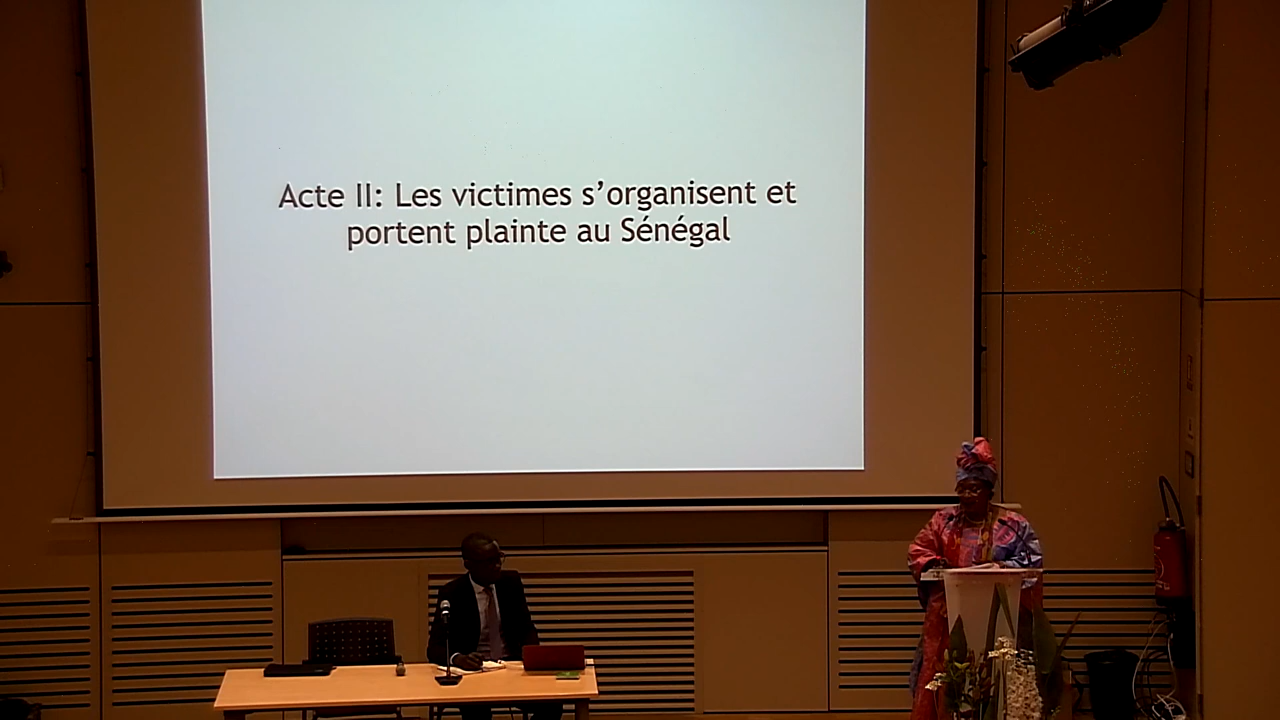 Acte II: Les victimes s’organisent et
portent plainte au Sénégal